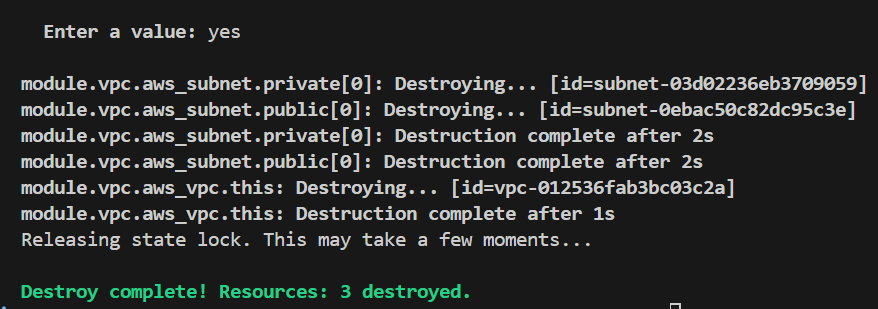 Enter a value: yes
module.vpc.aws_subnet.private[0]: Destroying... [id=subnet-03d02236eb3709059]
module.vpc.aws_subnet.public[0]: Destroying... [id=subnet-0ebac50c82dc95c3e]
module.vpc.aws_subnet.private[0]: Destruction complete after 2s
module.vpc.aws_subnet.public[0]: Destruction complete after 2s
module.vpc.aws_vpc.this: Destroying... [id=vpc-012536fab3bc03c2a]
module.vpc.aws_vpc.this: Destruction complete after 1s
Releasing state lock. This may take a few moments...
Destroy complete! Resources: 3 destroyed.